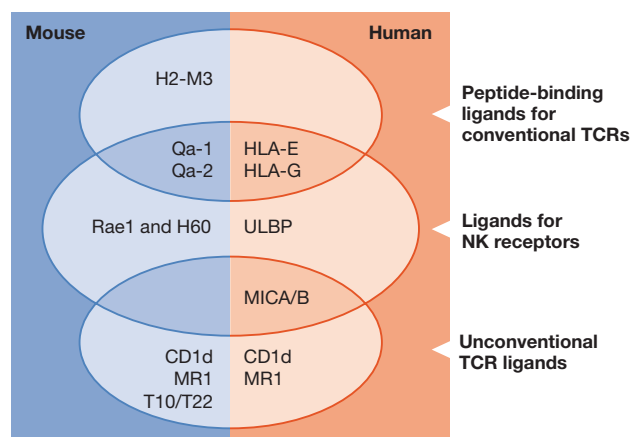 Mouse
Human
H2-M3
Peptide-binding
ligands for
conventional TCRs
Qa-1
Qa-2
HLA-E
HLA-G
Rae1 and H60
ULBP
Ligands for
NK receptors
MICA/B
CD1d
MR1
T10/T22
CD1d
MR1
Unconventional
TCR ligands